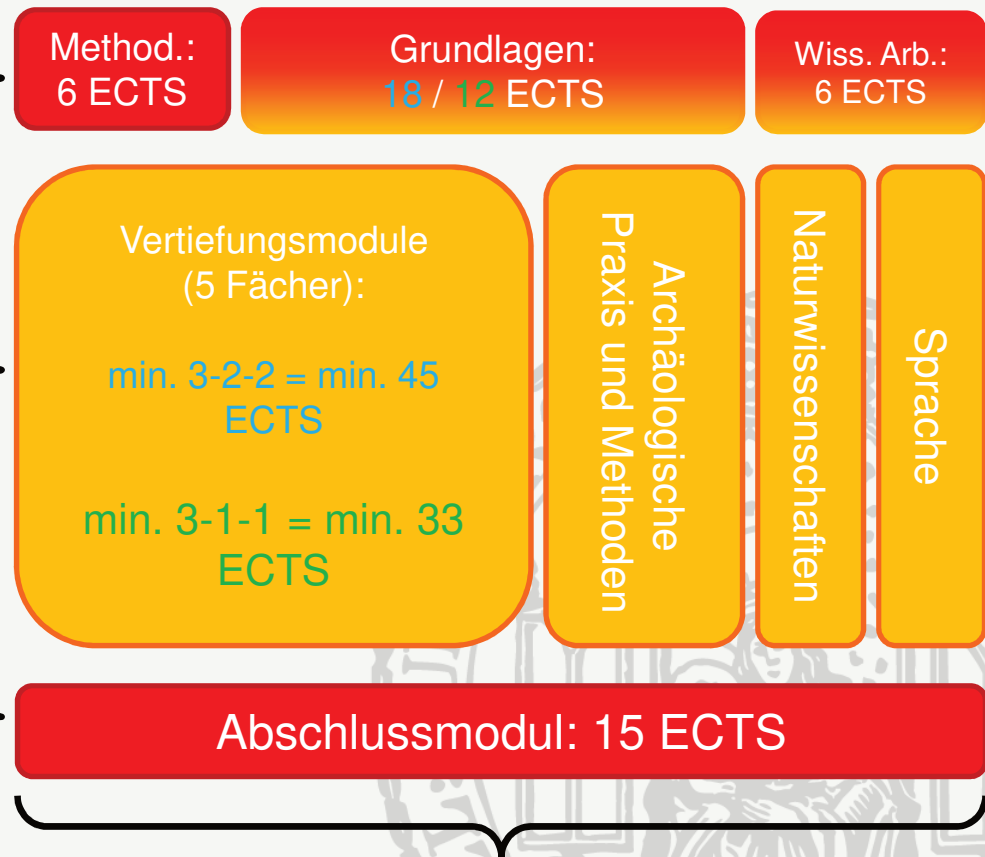 Method.:
6 ECTS
Grundlagen:
18 / 12 ECTS
Wiss. Arb.:
6 ECTS
Vertiefungsmodule
(5 Fächer):
min. 3-2-2 = min. 45
ECTS
min. 3-1-1 = min. 33
ECTS
Archäologische
Praxis und Methoden
Naturwissenschaften
Sprache
Abschlussmodul: 15 ECTS